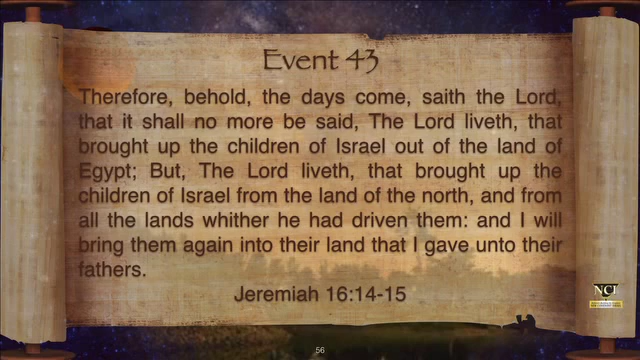 Event 43
Therefore, behold, the days come, saith the Lord,
that it shall no more be said, The Lord liveth, that
brought up the children of Israel out of the land of
Egypt; But, The Lord liveth, that brought up the
children of Israel from the land of the north, and from
all the lands whither he had driven them: and I will
bring them again into their land that I gave unto their
fathers.
Jeremiah 16:14-15
NCI
56